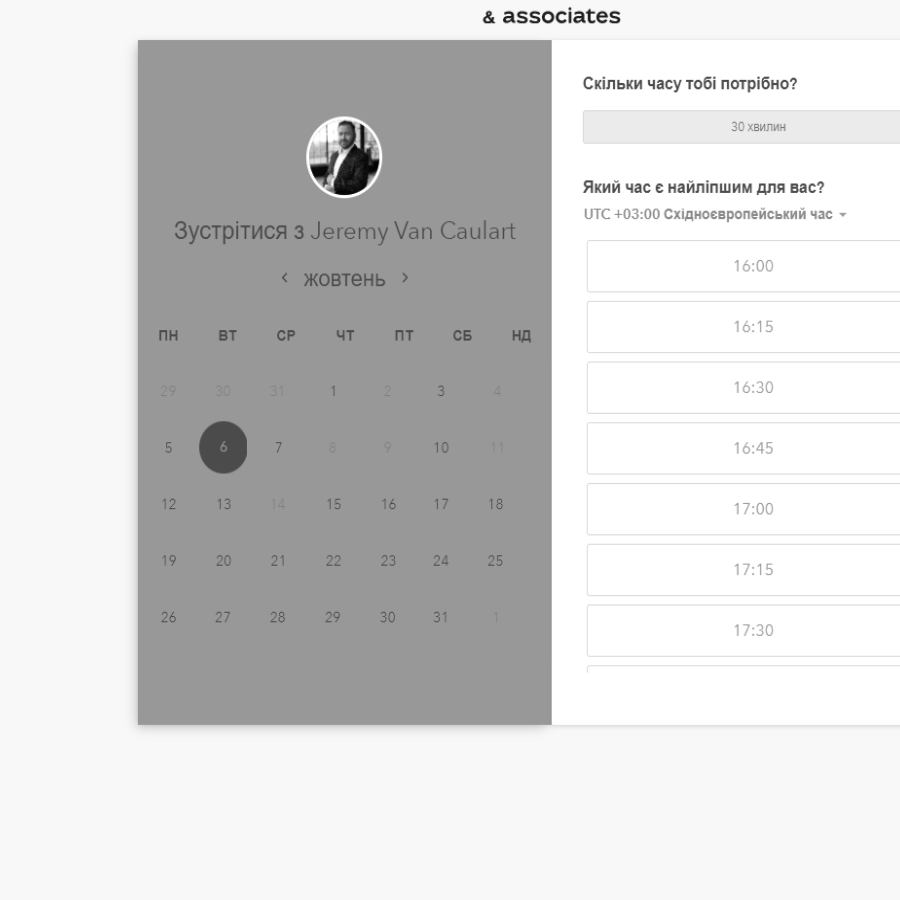 & associates
Зустрітися з Jeremy Van Caulart
жовтень
ПН ВТ СР ЧТ ПТ СБ НД
29 30 31 1 2 3 4
5 6 7 8 9 10 11
12 13 14 15 16 17 18
19 20 21 22 23 24 25
26 27 28 29 30 31 1
Скільки часу тобі потрібно?
30 хвилин
Який час є найліпшим для вас?
UTC +03:00 Східноєвропейський час
16:00
16:15
16:30
16:45
17:00
17:15
17:30